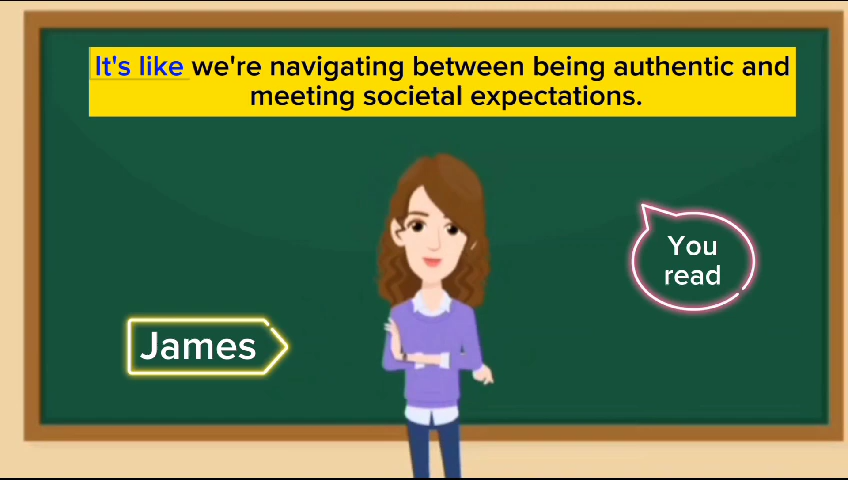 It's like we're navigating between being authentic and
meeting societal expectations.
You
read
James